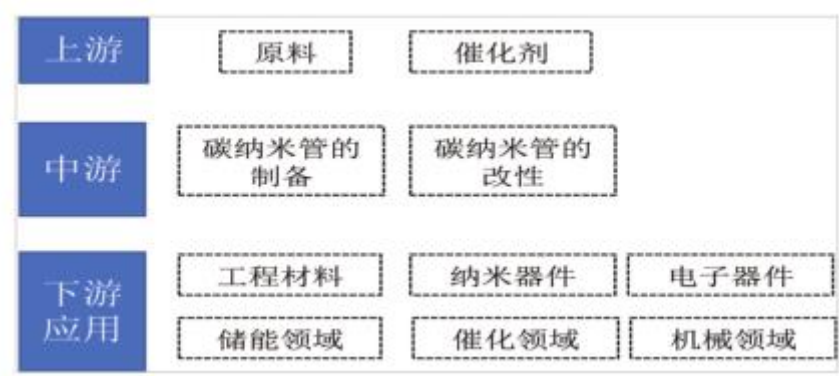 上游
原料
催化剂
中游
碳纳米管的
制备
碳纳米管的
改性
下游
应用
工程材料
纳米器件
电子器件
储能领域
催化领域
机械领域